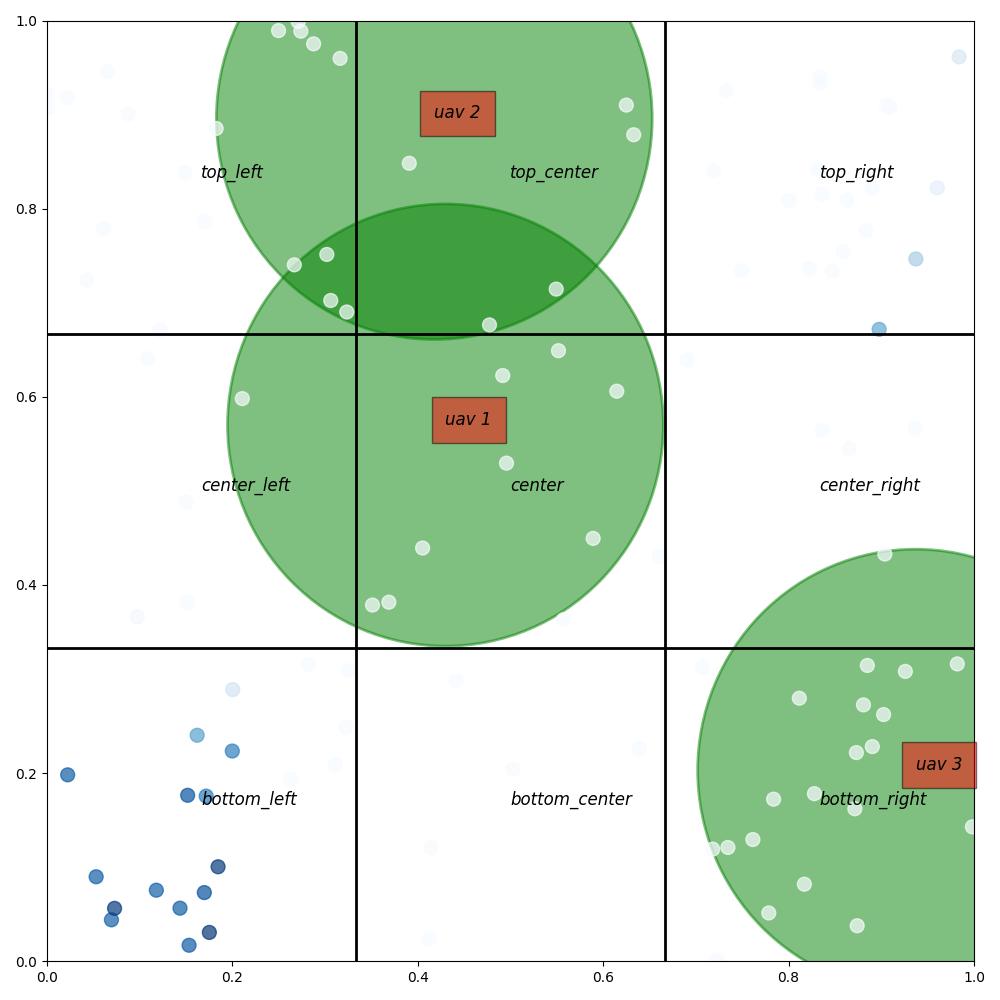 1.0
uav 2
top_left
top_center
top_right
0.8
0.6
uav 1
center_left
center
center_right
0.4
0.2
uav 3
bottom_left
bottom_center
bottom_right
0.0
0.0 0.2 0.4 0.6 0.8 1.0